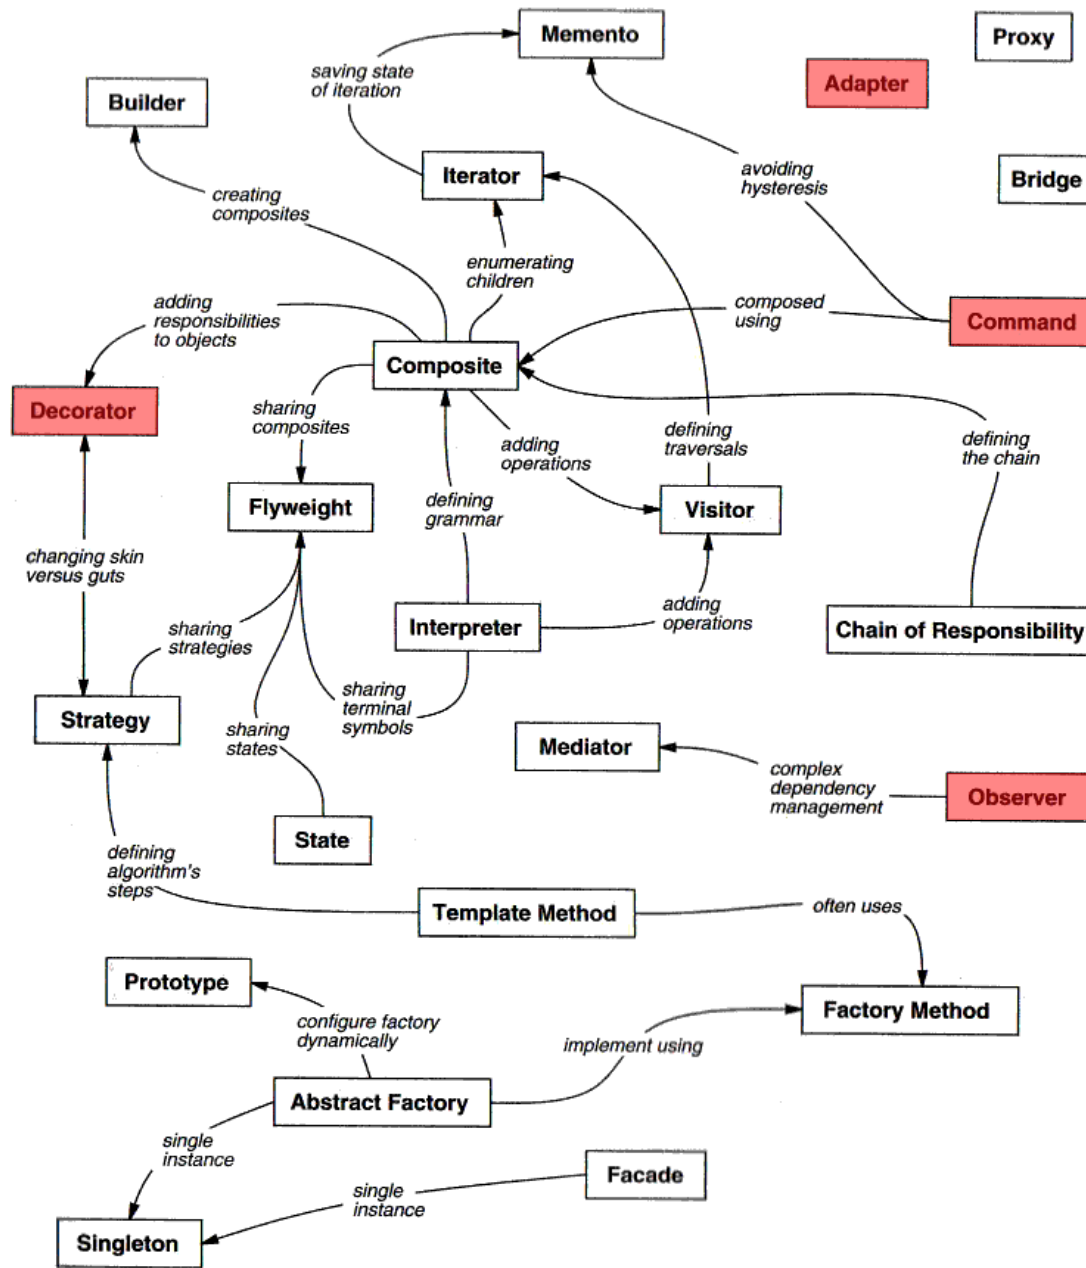 Memento
Proxy
saving state
of iteration
Adapter
Builder
avoiding
hysteresis
Iterator
Bridge
creating
composites
enumerating
children
adding
responsibilities
to objects
composed
using
Command
Composite
Decorator
sharing
composites
adding
operations
defining
traversals
defining
the chain
Flyweight
defining
grammar
Visitor
changing skin
versus guts
sharing
strategies
Interpreter
adding
operations
Chain of Responsibility
sharing
terminal
symbols
Strategy
sharing
states
Mediator
complex
dependency
management
Observer
State
defining
algorithm's
steps
Template Method
often uses
Prototype
Factory Method
configure factory
dynamically
implement using
Abstract Factory
single
instance
Facade
single
instance
Singleton